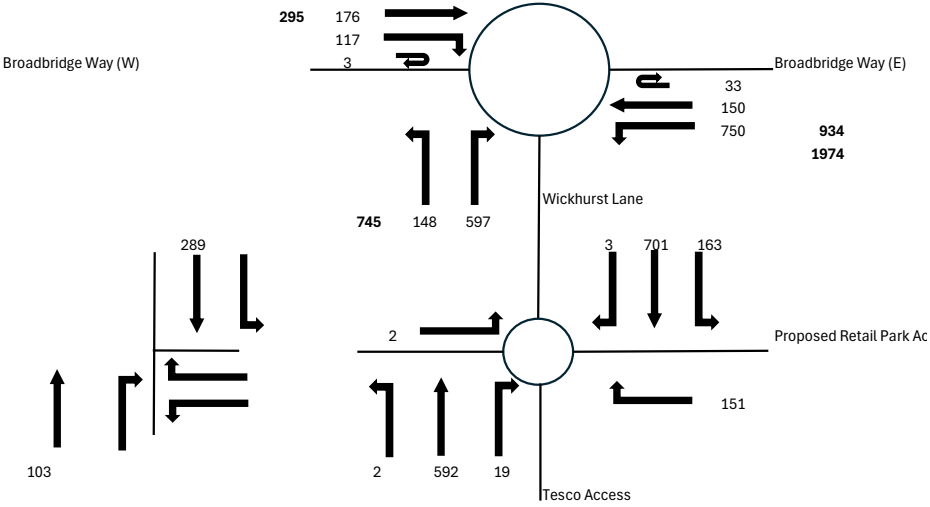 295 176
117
Broadbridge Way (W) 3 Broadbridge Way (E)
33
150
750 934
1974
Wickhurst Lane
745 148 597
289 3 701 163
2 Proposed Retail Park Ac
151
103 2 592 19
Tesco Access